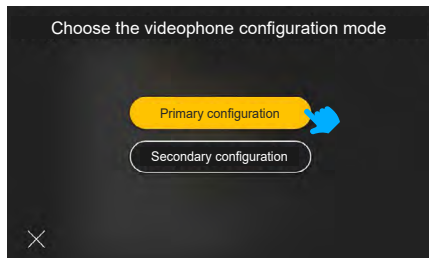 Choose the videophone configuration mode
Primary configuration
Secondary configuration